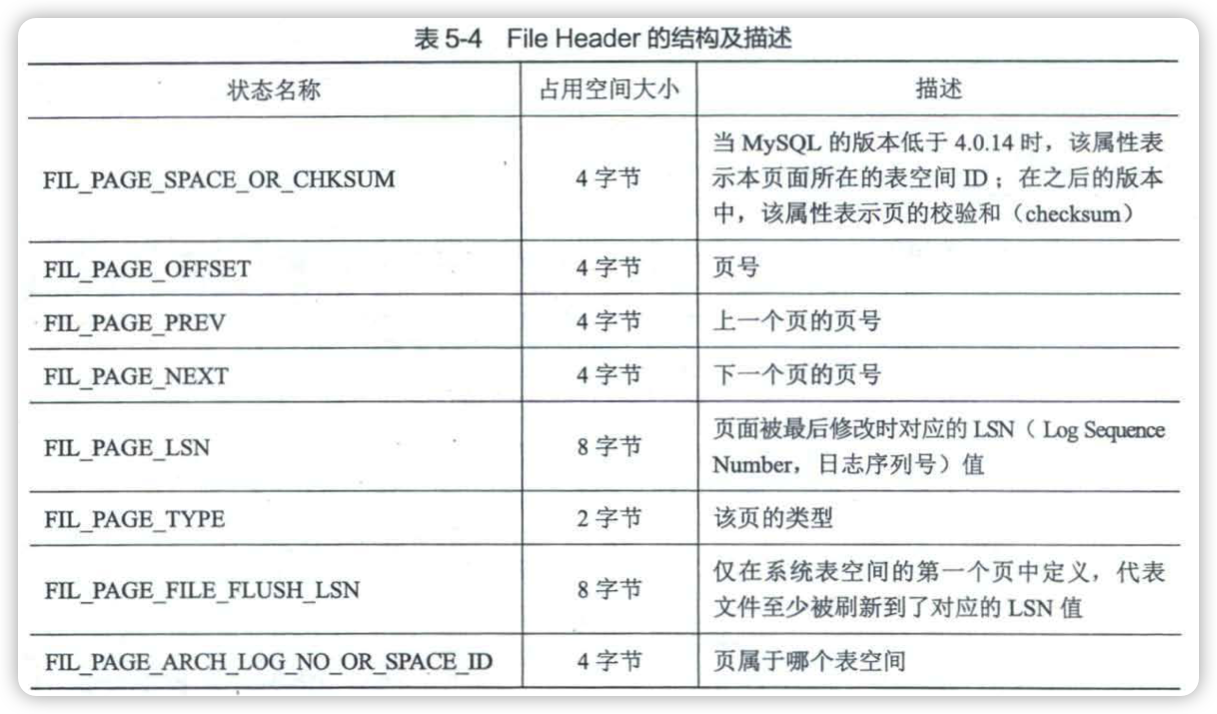 表 5-4 File Header 的结构及描述
状态名称 占用空间大小 描述
FIL_PAGE_SPACE_OR_CHKSUM 4 字节 当 MySQL 的版本低于 4.0.14 时，该属性表
示本页面所在的表空间 ID；在之后的版本
中，该属性表示页的校验和（checksum）
FIL_PAGE_OFFSET 4 字节 页号
FIL_PAGE_PREV 4 字节 上一个页的页号
FIL_PAGE_NEXT 4 字节 下一个页的页号
FIL_PAGE_LSN 8 字节 页面被最后修改时对应的 LSN（Log Sequence
Number，日志序列号）值
FIL_PAGE_TYPE 2 字节 该页的类型
FIL_PAGE_FILE_FLUSH_LSN 8 字节 仅在系统表空间的第一个页中定义，代表
文件至少被刷新到了对应的 LSN 值
FIL_PAGE_ARCH_LOG_NO_OR_SPACE_ID 4 字节 页属于哪个表空间